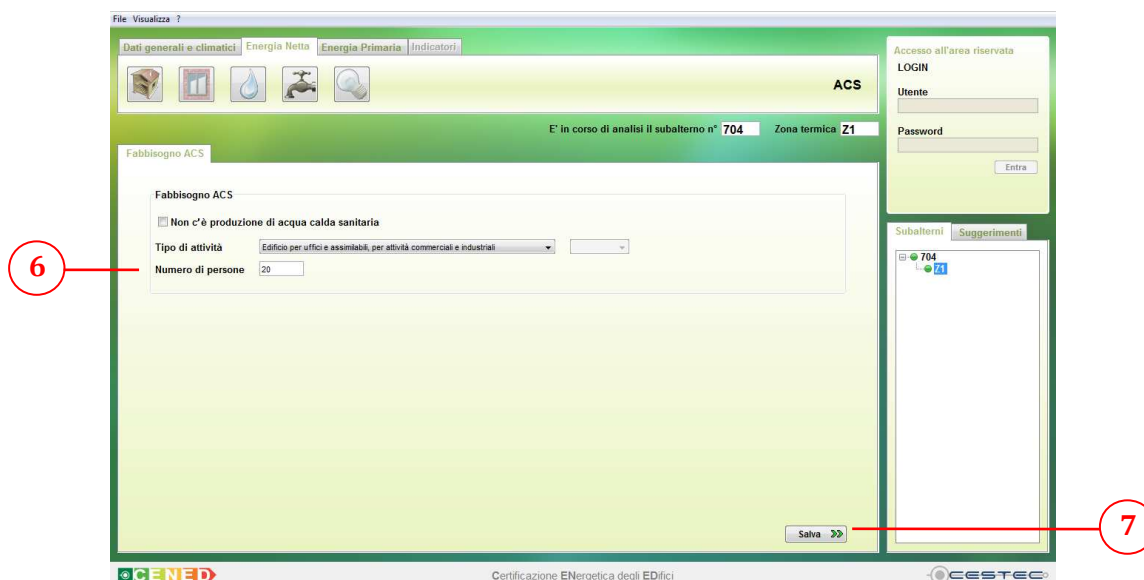 File Visualizza ?
Dati generali e climatici Energia Netta Energia Primaria Indicatori
ACS
E' in corso di analisi il subalterno n° 704 Zona termica Z1
Fabbisogno ACS
Fabbisogno ACS
Non c'è produzione di acqua calda sanitaria
Tipo di attività Edificio per uffici e assimilabili, per attività commerciali e industriali
Numero di persone 20
6
Salva
7
Accesso all'area riservata
LOGIN
Utente
Password
Entra
Subalterni Suggerimenti
704
Z1
CENED
Certificazione ENergetica degli EDifici
CESTEC